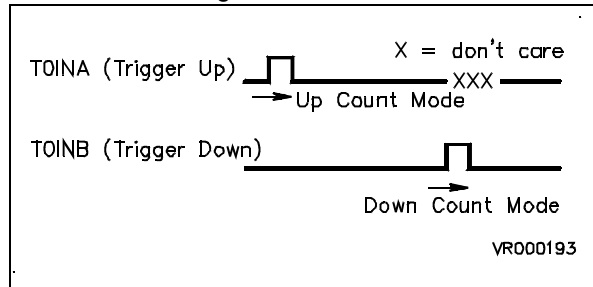 X = don't care
T0INA (Trigger Up)
XXX
Up Count Mode
T0INB (Trigger Down)
Down Count Mode
VR000193